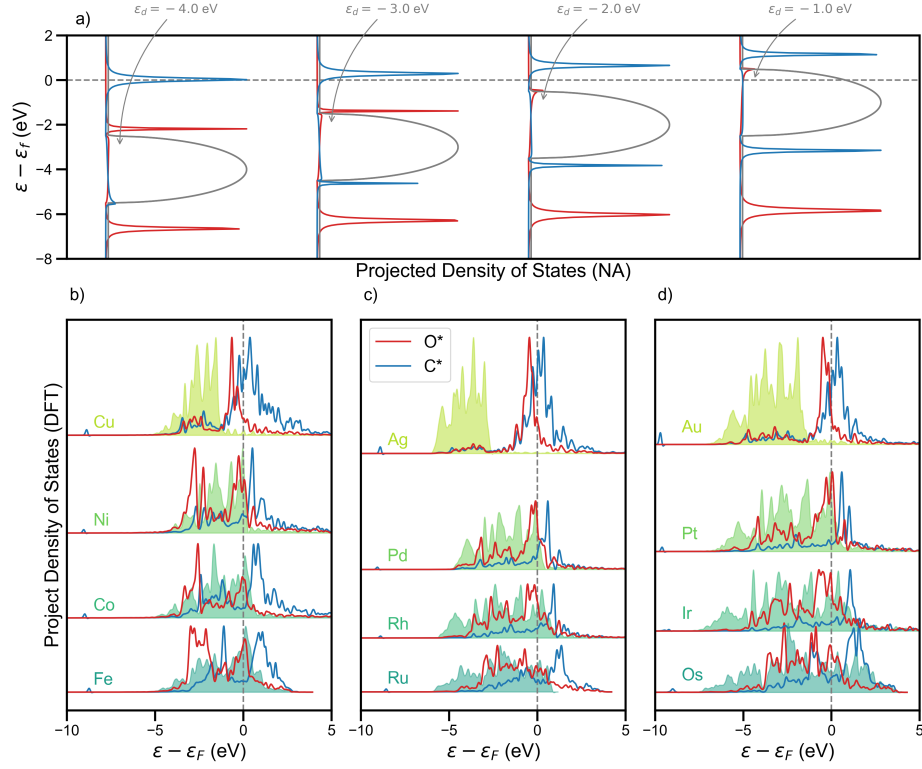 a)
ε_d = −4.0 eV
ε_d = −3.0 eV
ε_d = −2.0 eV
ε_d = −1.0 eV
2
0
−2
−4
−6
−8
ε − ε_f (eV)
Projected Density of States (NA)
b)
c)
d)
Project Density of States (DFT)
Cu
Ni
Co
Fe
O*
C*
Ag
Pd
Rh
Ru
Au
Pt
Ir
Os
−10 −5 0 5
−10 −5 0 5
−10 −5 0 5
ε − ε_F (eV)
ε − ε_F (eV)
ε − ε_F (eV)